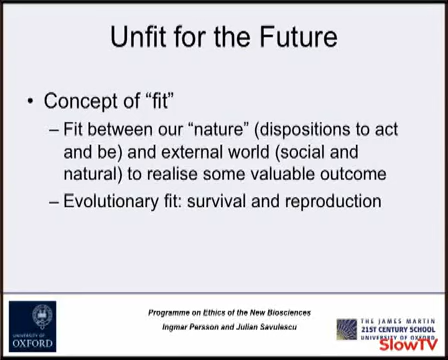 Unfit for the Future
• Concept of “fit”
– Fit between our “nature” (dispositions to act
and be) and external world (social and
natural) to realise some valuable outcome
– Evolutionary fit: survival and reproduction
Programme on Ethics of the New Biosciences
Ingmar Persson and Julian Savulescu
UNIVERSITY OF
OXFORD
THE JAMES MARTIN
21ST CENTURY SCHOOL
UNIVERSITY OF OXFORD
SlowTV